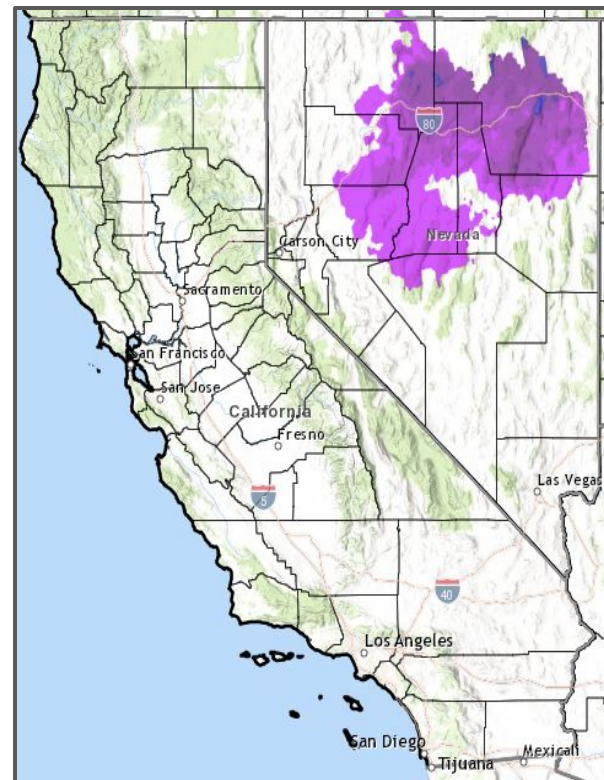 80
Carson City
Nevada
Sacramento
San Francisco
San Jose
California
Fresno
5
Las Vegas
40
Los Angeles
San Diego
Tijuana
Mexicali